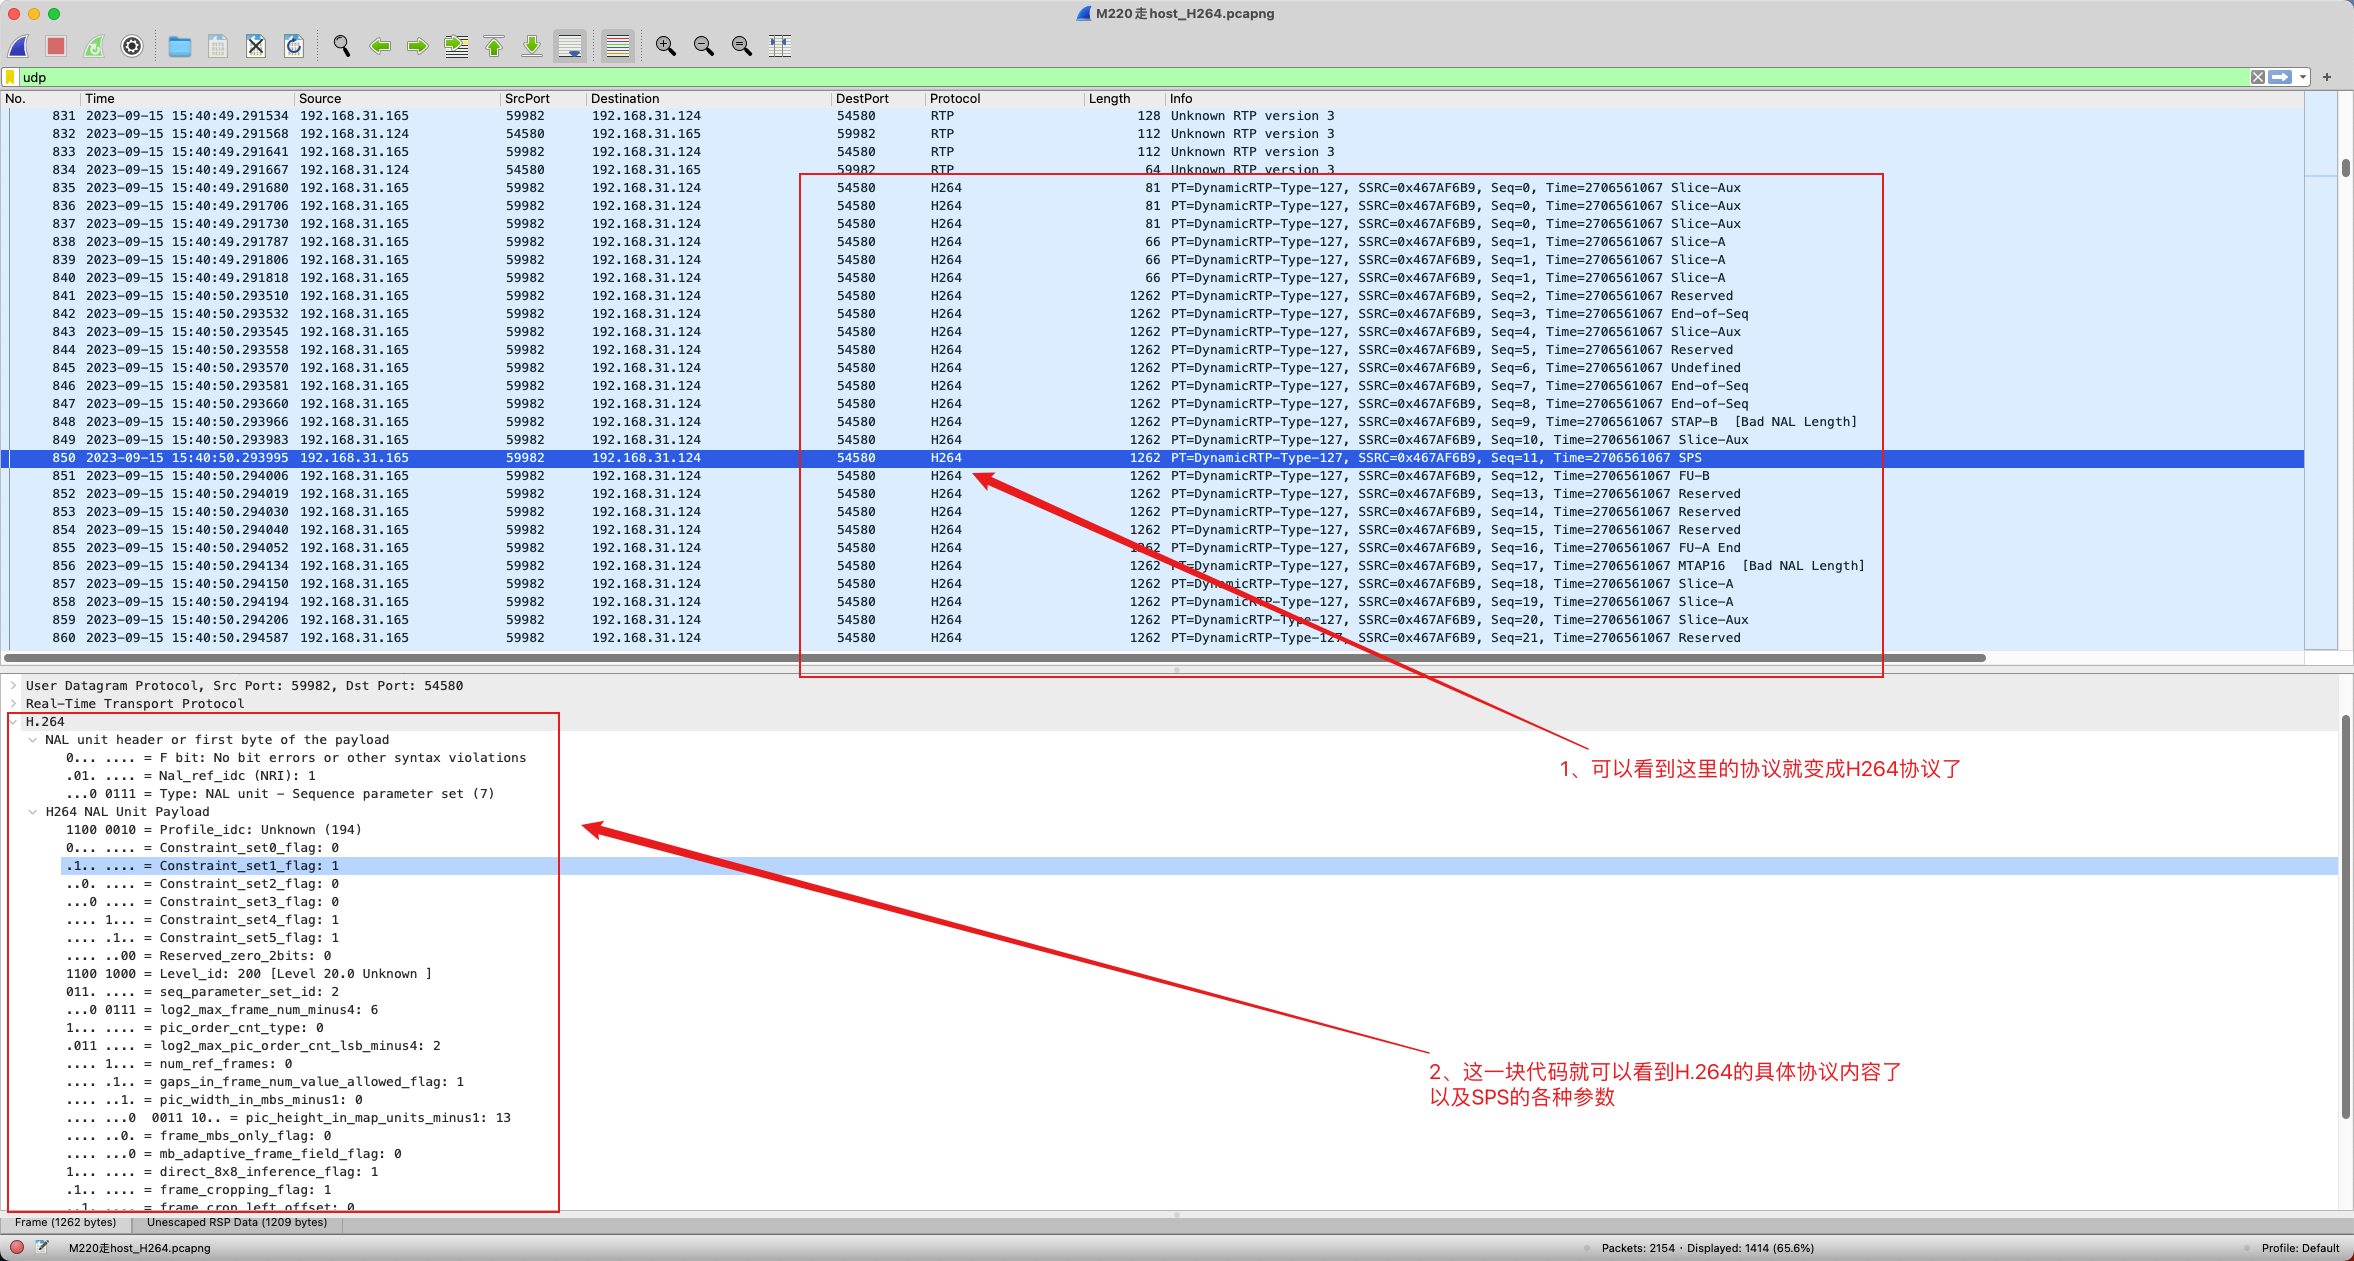 M220走host_H264.pcapng
udp
No. Time Source SrcPort Destination DestPort Protocol Length Info
831 2023-09-15 15:40:49.291534 192.168.31.165 59982 192.168.31.124 54580 RTP 128 Unknown RTP version 3
832 2023-09-15 15:40:49.291568 192.168.31.124 54580 192.168.31.165 59982 RTP 112 Unknown RTP version 3
833 2023-09-15 15:40:49.291641 192.168.31.165 59982 192.168.31.124 54580 RTP 112 Unknown RTP version 3
834 2023-09-15 15:40:49.291667 192.168.31.124 54580 192.168.31.165 59982 RTP 64 Unknown RTP version 3
835 2023-09-15 15:40:49.291680 192.168.31.165 59982 192.168.31.124 54580 H264 81 PT=DynamicRTP-Type-127, SSRC=0x467AF6B9, Seq=0, Time=2706561067 Slice-Aux
836 2023-09-15 15:40:49.291706 192.168.31.165 59982 192.168.31.124 54580 H264 81 PT=DynamicRTP-Type-127, SSRC=0x467AF6B9, Seq=0, Time=2706561067 Slice-Aux
837 2023-09-15 15:40:49.291730 192.168.31.165 59982 192.168.31.124 54580 H264 81 PT=DynamicRTP-Type-127, SSRC=0x467AF6B9, Seq=0, Time=2706561067 Slice-Aux
838 2023-09-15 15:40:49.291787 192.168.31.165 59982 192.168.31.124 54580 H264 66 PT=DynamicRTP-Type-127, SSRC=0x467AF6B9, Seq=1, Time=2706561067 Slice-A
839 2023-09-15 15:40:49.291806 192.168.31.165 59982 192.168.31.124 54580 H264 66 PT=DynamicRTP-Type-127, SSRC=0x467AF6B9, Seq=1, Time=2706561067 Slice-A
840 2023-09-15 15:40:49.291818 192.168.31.165 59982 192.168.31.124 54580 H264 66 PT=DynamicRTP-Type-127, SSRC=0x467AF6B9, Seq=1, Time=2706561067 Slice-A
841 2023-09-15 15:40:50.293510 192.168.31.165 59982 192.168.31.124 54580 H264 1262 PT=DynamicRTP-Type-127, SSRC=0x467AF6B9, Seq=2, Time=2706561067 Reserved
842 2023-09-15 15:40:50.293532 192.168.31.165 59982 192.168.31.124 54580 H264 1262 PT=DynamicRTP-Type-127, SSRC=0x467AF6B9, Seq=3, Time=2706561067 End-of-Seq
843 2023-09-15 15:40:50.293545 192.168.31.165 59982 192.168.31.124 54580 H264 1262 PT=DynamicRTP-Type-127, SSRC=0x467AF6B9, Seq=4, Time=2706561067 Slice-Aux
844 2023-09-15 15:40:50.293558 192.168.31.165 59982 192.168.31.124 54580 H264 1262 PT=DynamicRTP-Type-127, SSRC=0x467AF6B9, Seq=5, Time=2706561067 Reserved
845 2023-09-15 15:40:50.293570 192.168.31.165 59982 192.168.31.124 54580 H264 1262 PT=DynamicRTP-Type-127, SSRC=0x467AF6B9, Seq=6, Time=2706561067 Undefined
846 2023-09-15 15:40:50.293581 192.168.31.165 59982 192.168.31.124 54580 H264 1262 PT=DynamicRTP-Type-127, SSRC=0x467AF6B9, Seq=7, Time=2706561067 End-of-Seq
847 2023-09-15 15:40:50.293660 192.168.31.165 59982 192.168.31.124 54580 H264 1262 PT=DynamicRTP-Type-127, SSRC=0x467AF6B9, Seq=8, Time=2706561067 End-of-Seq
848 2023-09-15 15:40:50.293966 192.168.31.165 59982 192.168.31.124 54580 H264 1262 PT=DynamicRTP-Type-127, SSRC=0x467AF6B9, Seq=9, Time=2706561067 STAP-B [Bad NAL Length]
849 2023-09-15 15:40:50.293983 192.168.31.165 59982 192.168.31.124 54580 H264 1262 PT=DynamicRTP-Type-127, SSRC=0x467AF6B9, Seq=10, Time=2706561067 Slice-Aux
850 2023-09-15 15:40:50.293995 192.168.31.165 59982 192.168.31.124 54580 H264 1262 PT=DynamicRTP-Type-127, SSRC=0x467AF6B9, Seq=11, Time=2706561067 SPS
851 2023-09-15 15:40:50.294006 192.168.31.165 59982 192.168.31.124 54580 H264 1262 PT=DynamicRTP-Type-127, SSRC=0x467AF6B9, Seq=12, Time=2706561067 FU-B
852 2023-09-15 15:40:50.294019 192.168.31.165 59982 192.168.31.124 54580 H264 1262 PT=DynamicRTP-Type-127, SSRC=0x467AF6B9, Seq=13, Time=2706561067 Reserved
853 2023-09-15 15:40:50.294030 192.168.31.165 59982 192.168.31.124 54580 H264 1262 PT=DynamicRTP-Type-127, SSRC=0x467AF6B9, Seq=14, Time=2706561067 Reserved
854 2023-09-15 15:40:50.294040 192.168.31.165 59982 192.168.31.124 54580 H264 1262 PT=DynamicRTP-Type-127, SSRC=0x467AF6B9, Seq=15, Time=2706561067 Reserved
855 2023-09-15 15:40:50.294052 192.168.31.165 59982 192.168.31.124 54580 H264 1262 PT=DynamicRTP-Type-127, SSRC=0x467AF6B9, Seq=16, Time=2706561067 FU-A End
856 2023-09-15 15:40:50.294134 192.168.31.165 59982 192.168.31.124 54580 H264 1262 PT=DynamicRTP-Type-127, SSRC=0x467AF6B9, Seq=17, Time=2706561067 MTAP16 [Bad NAL Length]
857 2023-09-15 15:40:50.294150 192.168.31.165 59982 192.168.31.124 54580 H264 1262 PT=DynamicRTP-Type-127, SSRC=0x467AF6B9, Seq=18, Time=2706561067 Slice-A
858 2023-09-15 15:40:50.294194 192.168.31.165 59982 192.168.31.124 54580 H264 1262 PT=DynamicRTP-Type-127, SSRC=0x467AF6B9, Seq=19, Time=2706561067 Slice-A
859 2023-09-15 15:40:50.294206 192.168.31.165 59982 192.168.31.124 54580 H264 1262 PT=DynamicRTP-Type-127, SSRC=0x467AF6B9, Seq=20, Time=2706561067 Slice-Aux
860 2023-09-15 15:40:50.294587 192.168.31.165 59982 192.168.31.124 54580 H264 1262 PT=DynamicRTP-Type-127, SSRC=0x467AF6B9, Seq=21, Time=2706561067 Reserved
User Datagram Protocol, Src Port: 59982, Dst Port: 54580
Real-Time Transport Protocol
H.264
NAL unit header or first byte of the payload
0... .... = F bit: No bit errors or other syntax violations
.01. .... = Nal_ref_idc (NRI): 1
...0 0111 = Type: NAL unit - Sequence parameter set (7)
H264 NAL Unit Payload
1100 0010 = Profile_idc: Unknown (194)
0... .... = Constraint_set0_flag: 0
.1.. .... = Constraint_set1_flag: 1
..0. .... = Constraint_set2_flag: 0
...0 .... = Constraint_set3_flag: 0
.... 1... = Constraint_set4_flag: 1
.... .1.. = Constraint_set5_flag: 1
.... ..00 = Reserved_zero_2bits: 0
1100 1000 = Level_id: 200 [Level 20.0 Unknown ]
011. .... = seq_parameter_set_id: 2
...0 0111 = log2_max_frame_num_minus4: 6
1... .... = pic_order_cnt_type: 0
.011 .... = log2_max_pic_order_cnt_lsb_minus4: 2
.... 1... = num_ref_frames: 0
.... .1.. = gaps_in_frame_num_value_allowed_flag: 1
.... ..1. = pic_width_in_mbs_minus1: 0
.... ...0 0011 10.. = pic_height_in_map_units_minus1: 13
.... ..0. = frame_mbs_only_flag: 0
.... ...0 = mb_adaptive_frame_field_flag: 0
1... .... = direct_8x8_inference_flag: 1
.1.. .... = frame_cropping_flag: 1
..1. .... = frame_crop_left_offset: 0
1、可以看到这里的协议就变成H264协议了
2、这一块代码就可以看到H.264的具体协议内容了
以及SPS的各种参数
Frame (1262 bytes) Unescaped RSP Data (1209 bytes)
M220走host_H264.pcapng Packets: 2154 · Displayed: 1414 (65.6%) Profile: Default